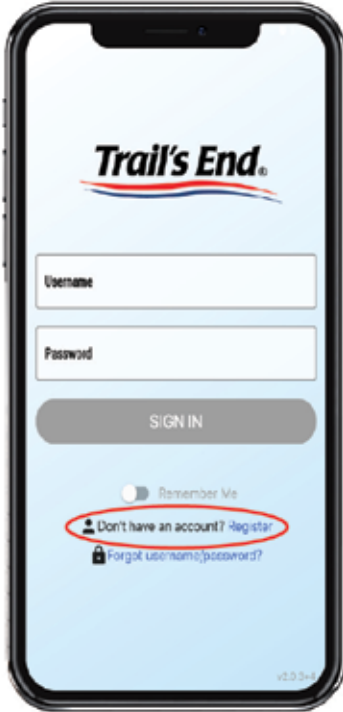 Trail's End®
Username
Password
SIGN IN
Remember Me
Don't have an account? Register
Forgot username/password?